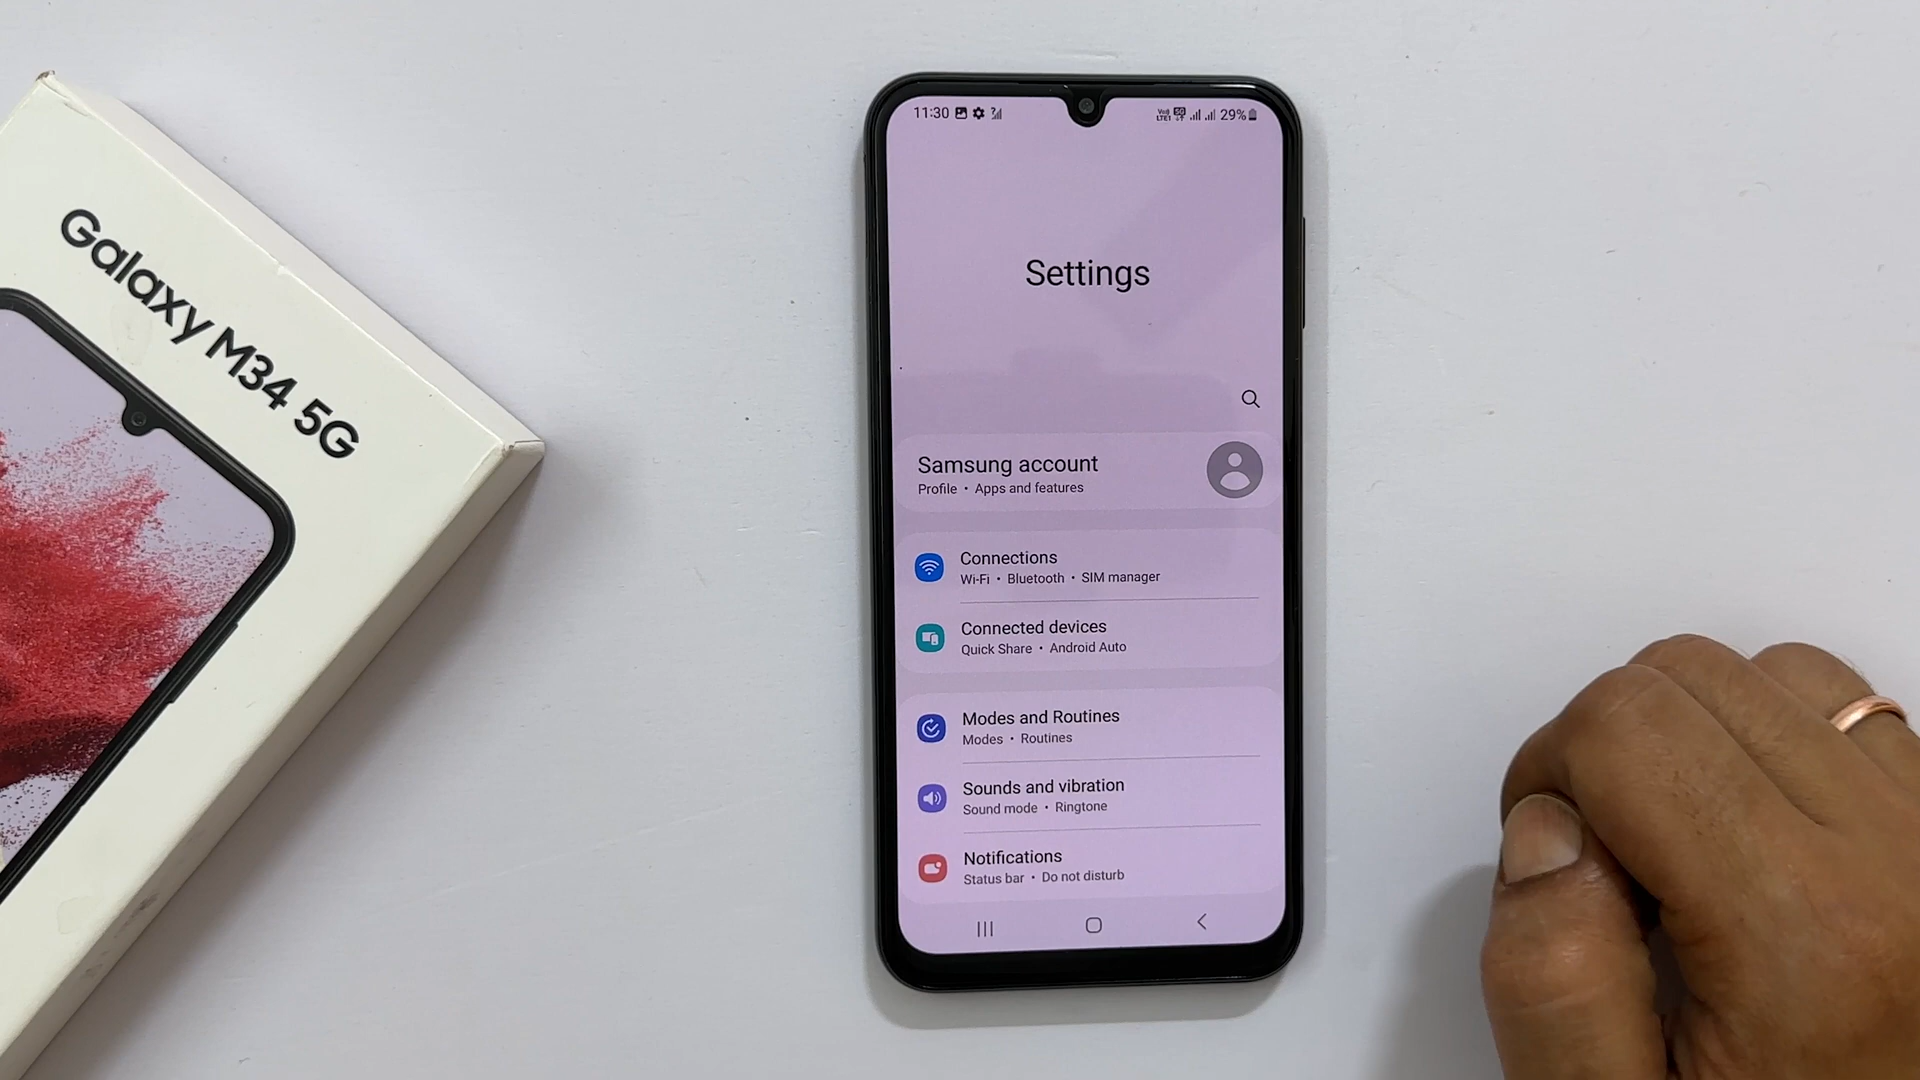 Galaxy M34 5G
11:30
29%
Settings
Samsung account
Profile • Apps and features
Connections
Wi-Fi • Bluetooth • SIM manager
Connected devices
Quick Share • Android Auto
Modes and Routines
Modes • Routines
Sounds and vibration
Sound mode • Ringtone
Notifications
Status bar • Do not disturb